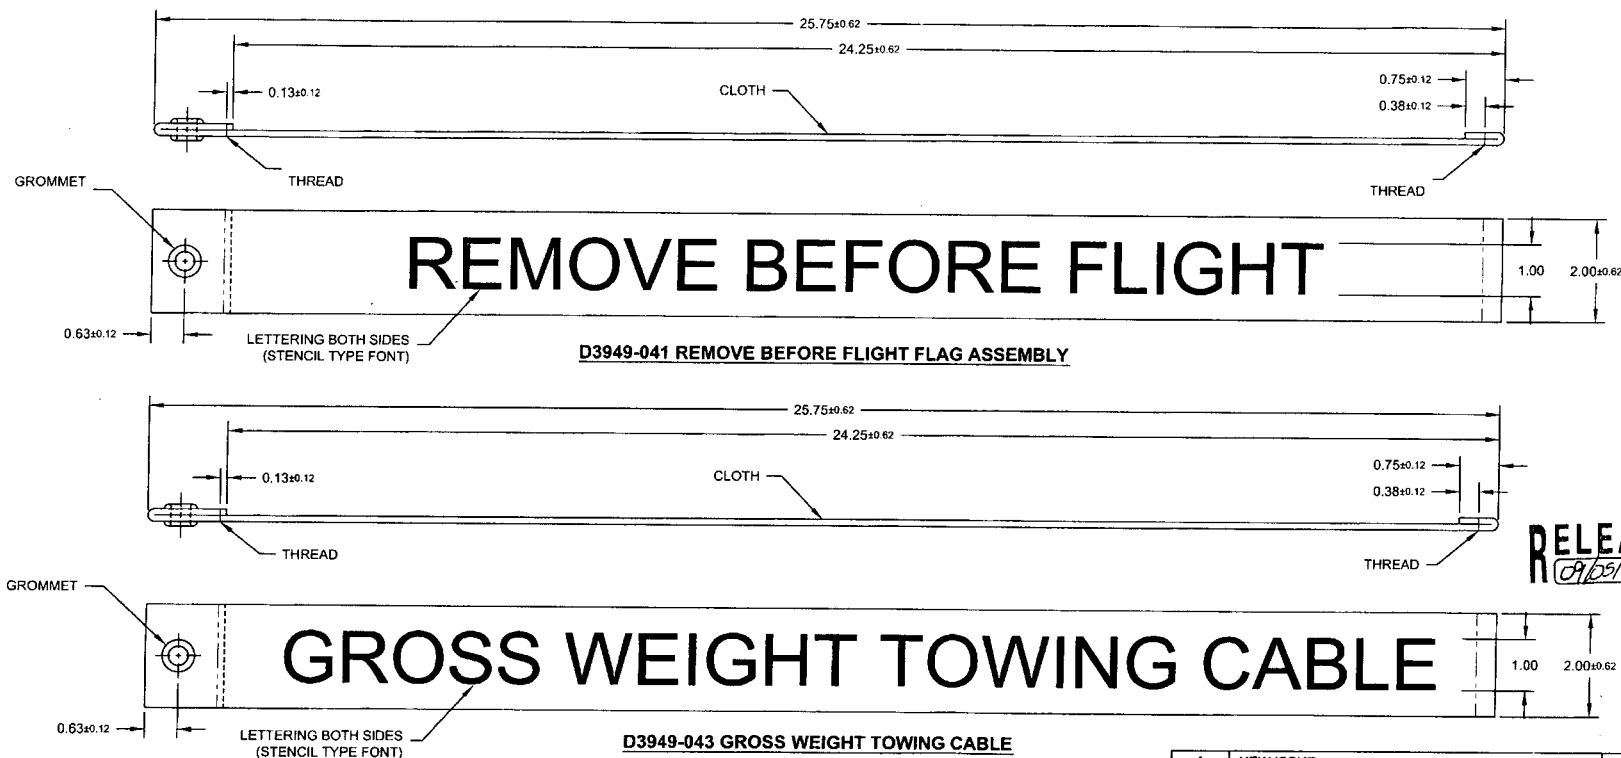 25.75±0.62
24.25±0.62
0.75±0.12
0.13±0.12
CLOTH
0.38±0.12
THREAD
THREAD
GROMMET
REMOVE BEFORE FLIGHT
1.00
2.00±0.62
0.63±0.12
LETTERING BOTH SIDES
(STENCIL TYPE FONT)
D3949-041 REMOVE BEFORE FLIGHT FLAG ASSEMBLY
25.75±0.62
24.25±0.62
0.75±0.12
0.13±0.12
CLOTH
0.38±0.12
THREAD
THREAD
GROMMET
GROSS WEIGHT TOWING CABLE
1.00
2.00±0.62
0.63±0.12
LETTERING BOTH SIDES
(STENCIL TYPE FONT)
D3949-043 GROSS WEIGHT TOWING CABLE